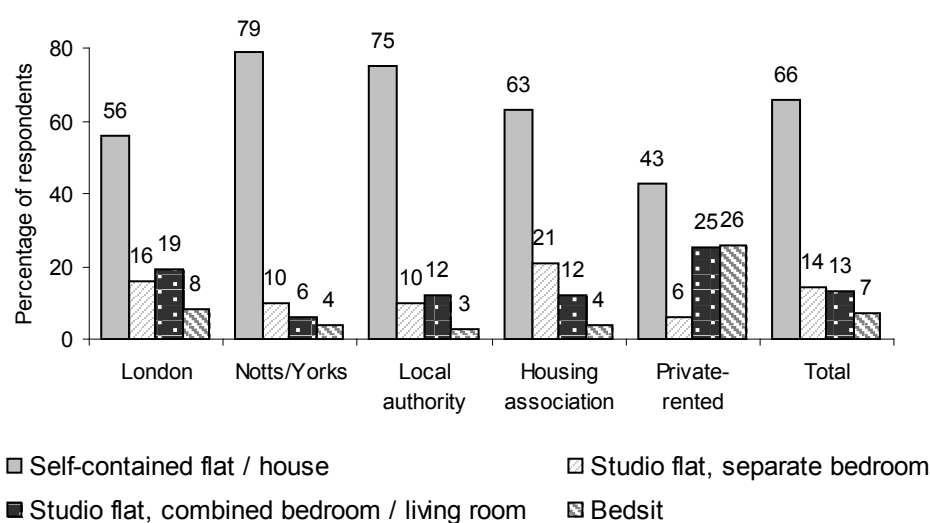 Percentage of respondents
80
60
40
20
0
56
16
19
8
79
10
6
4
75
10
12
3
63
21
12
4
43
6
25
26
66
14
13
7
London
Notts/Yorks
Local
authority
Housing
association
Private-
rented
Total
Self-contained flat / house
Studio flat, separate bedroom
Studio flat, combined bedroom / living room
Bedsit